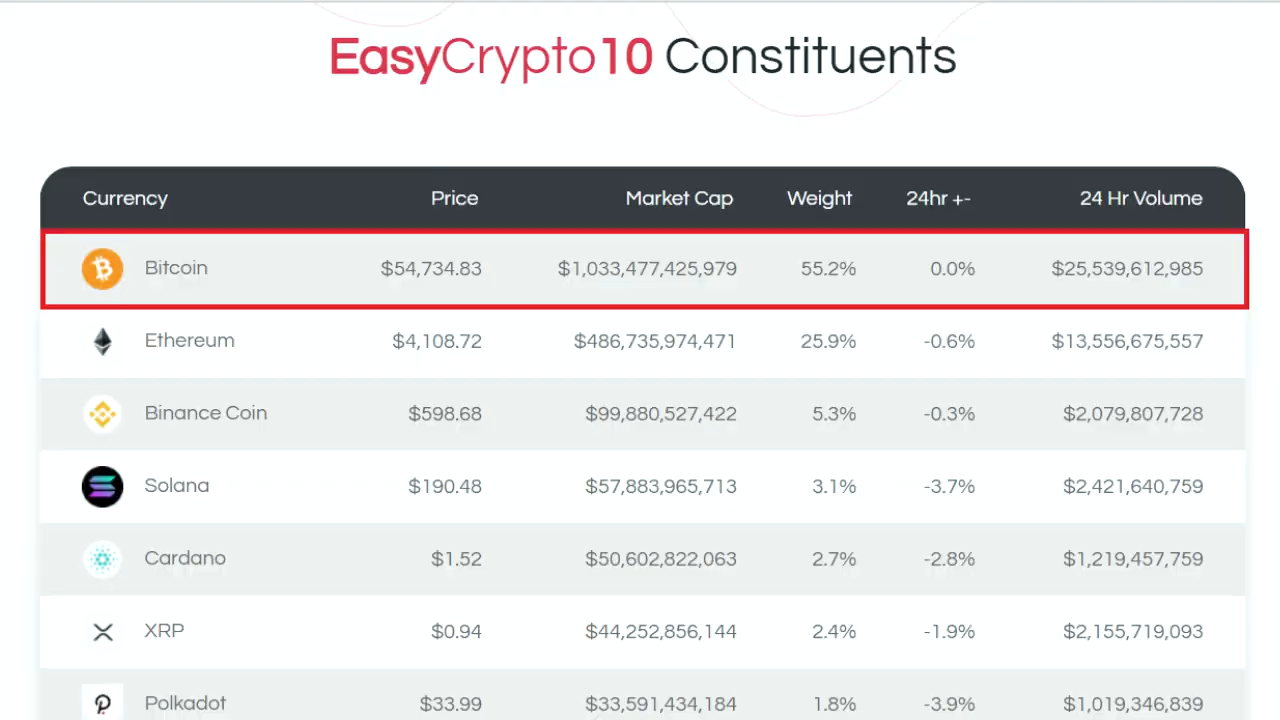 EasyCrypto10 Constituents
Currency Price Market Cap Weight 24hr +- 24 Hr Volume
Bitcoin $54,734.83 $1,033,477,425,979 55.2% 0.0% $25,539,612,985
Ethereum $4,108.72 $486,735,974,471 25.9% -0.6% $13,556,675,557
Binance Coin $598.68 $99,880,527,422 5.3% -0.3% $2,079,807,728
Solana $190.48 $57,883,965,713 3.1% -3.7% $2,421,640,759
Cardano $1.52 $50,602,822,063 2.7% -2.8% $1,219,457,759
XRP $0.94 $44,252,856,144 2.4% -1.9% $2,155,719,093
Polkadot $33.99 $33,591,434,184 1.8% -3.9% $1,019,346,839